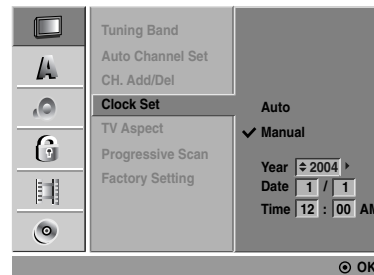 Tuning Band
Auto Channel Set
CH. Add/Del
Clock Set
TV Aspect
Progressive Scan
Factory Setting
Auto
Manual
Year 2004
Date 1 / 1
Time 12 : 00 AM
OK